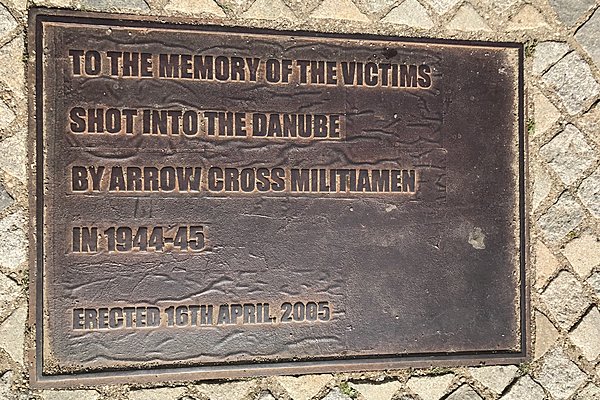 TO THE MEMORY OF THE VICTIMS
SHOT INTO THE DANUBE
BY ARROW CROSS MILITIAMEN
IN 1944-45
ERECTED 16TH APRIL, 2005